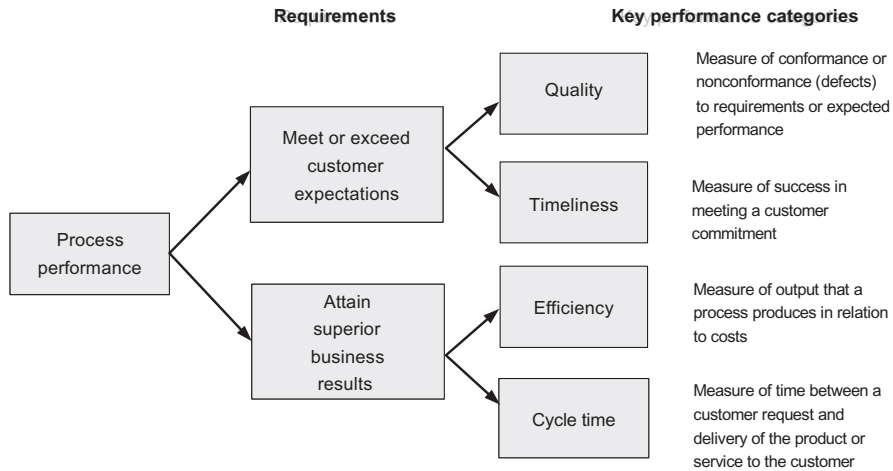 Requirements
Key performance categories
Process
performance
Meet or exceed
customer
expectations
Attain
superior
business
results
Quality
Measure of conformance or
nonconformance (defects)
to requirements or expected
performance
Timeliness
Measure of success in
meeting a customer
commitment
Efficiency
Measure of output that a
process produces in relation
to costs
Cycle time
Measure of time between a
customer request and
delivery of the product or
service to the customer